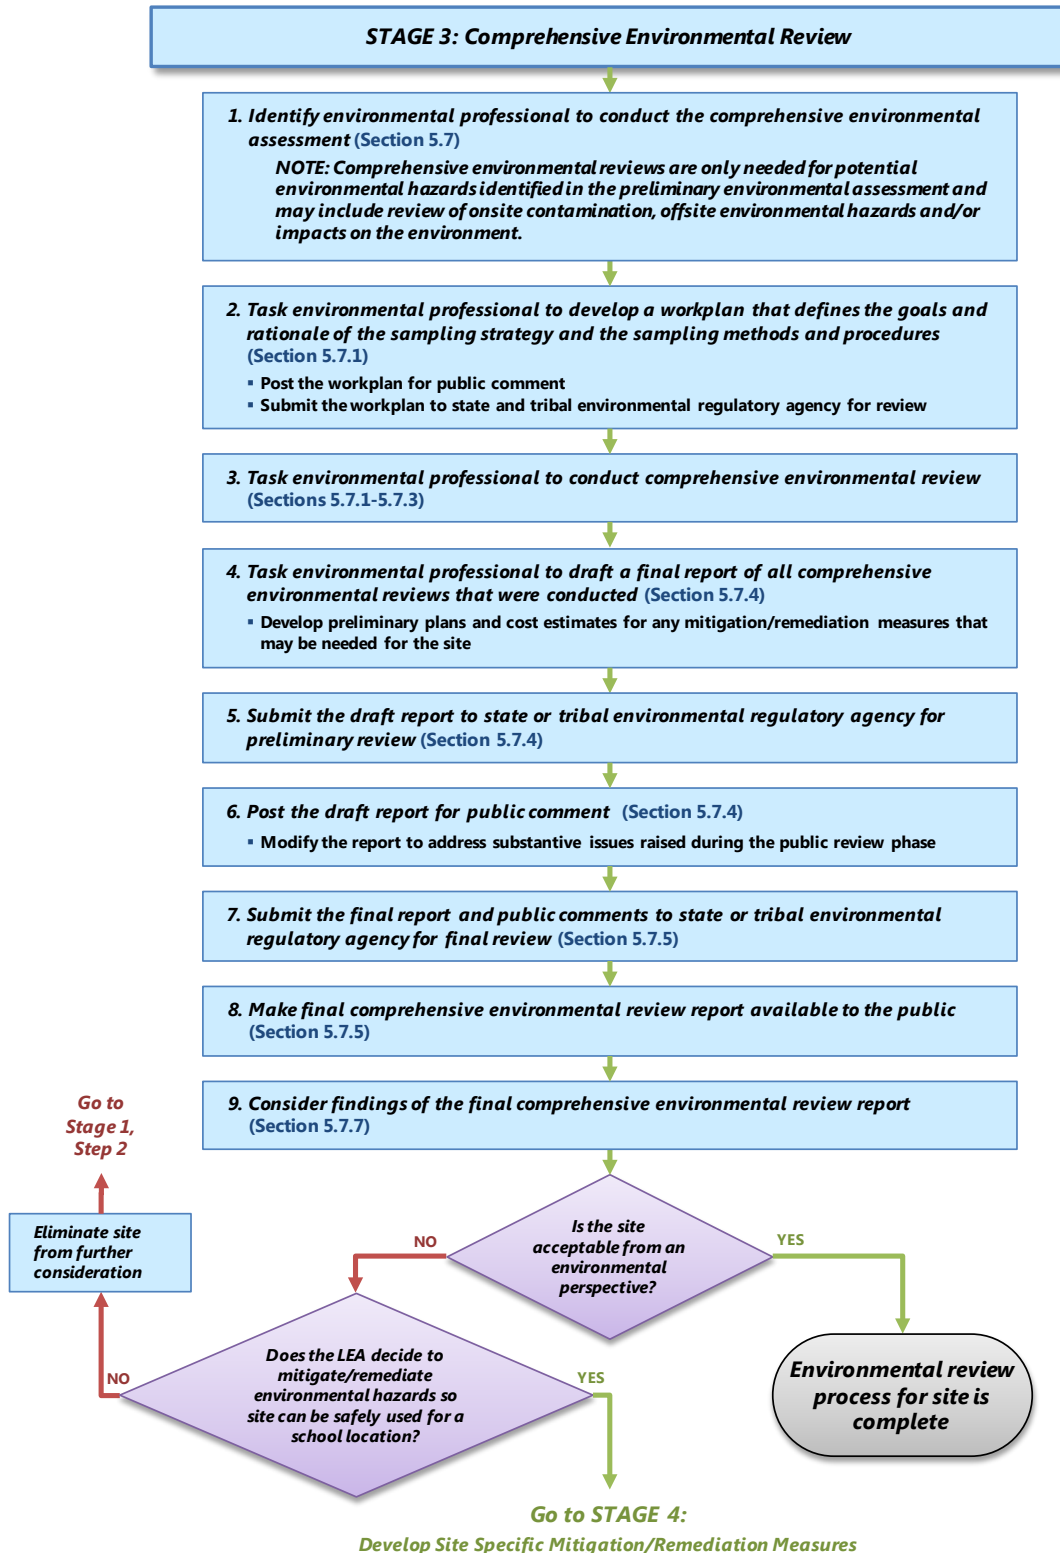 STAGE 3: Comprehensive Environmental Review
1. Identify environmental professional to conduct the comprehensive environmental
assessment (Section 5.7)
NOTE: Comprehensive environmental reviews are only needed for potential
environmental hazards identified in the preliminary environmental assessment and
may include review of onsite contamination, offsite environmental hazards and/or
impacts on the environment.
2. Task environmental professional to develop a workplan that defines the goals and
rationale of the sampling strategy and the sampling methods and procedures
(Section 5.7.1)
▪ Post the workplan for public comment
▪ Submit the workplan to state and tribal environmental regulatory agency for review
3. Task environmental professional to conduct comprehensive environmental review
(Sections 5.7.1-5.7.3)
4. Task environmental professional to draft a final report of all comprehensive
environmental reviews that were conducted (Section 5.7.4)
▪ Develop preliminary plans and cost estimates for any mitigation/remediation measures that
may be needed for the site
5. Submit the draft report to state or tribal environmental regulatory agency for
preliminary review (Section 5.7.4)
6. Post the draft report for public comment (Section 5.7.4)
▪ Modify the report to address substantive issues raised during the public review phase
7. Submit the final report and public comments to state or tribal environmental
regulatory agency for final review (Section 5.7.5)
8. Make final comprehensive environmental review report available to the public
(Section 5.7.5)
9. Consider findings of the final comprehensive environmental review report
(Section 5.7.7)
Go to
Stage 1,
Step 2
Eliminate site
from further
consideration
NO
Is the site
acceptable from an
environmental
perspective?
YES
NO
Does the LEA decide to
mitigate/remediate
environmental hazards so
site can be safely used for a
school location?
YES
Environmental review
process for site is
complete
Go to STAGE 4:
Develop Site Specific Mitigation/Remediation Measures